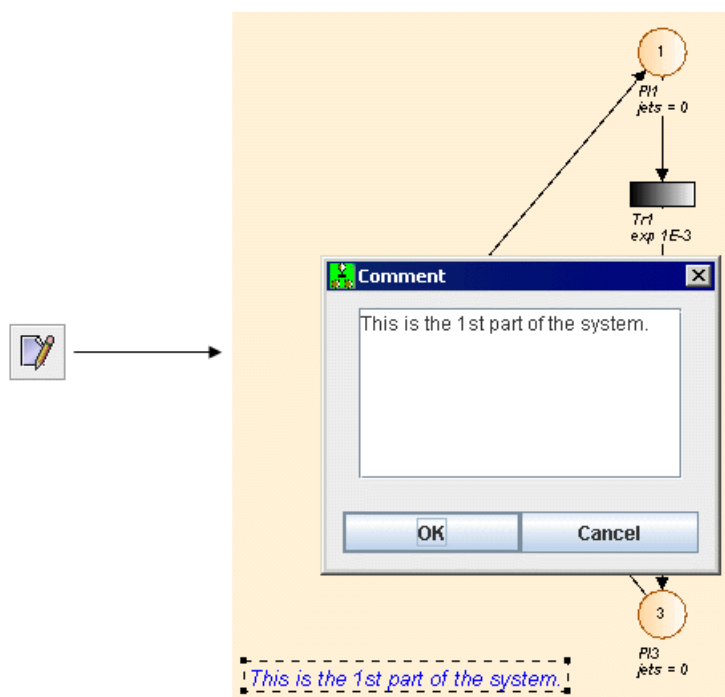 1
Pl1
jets = 0
Tr1
exp 1E-3
Comment
This is the 1st part of the system.
OK
Cancel
3
Pl3
jets = 0
This is the 1st part of the system.